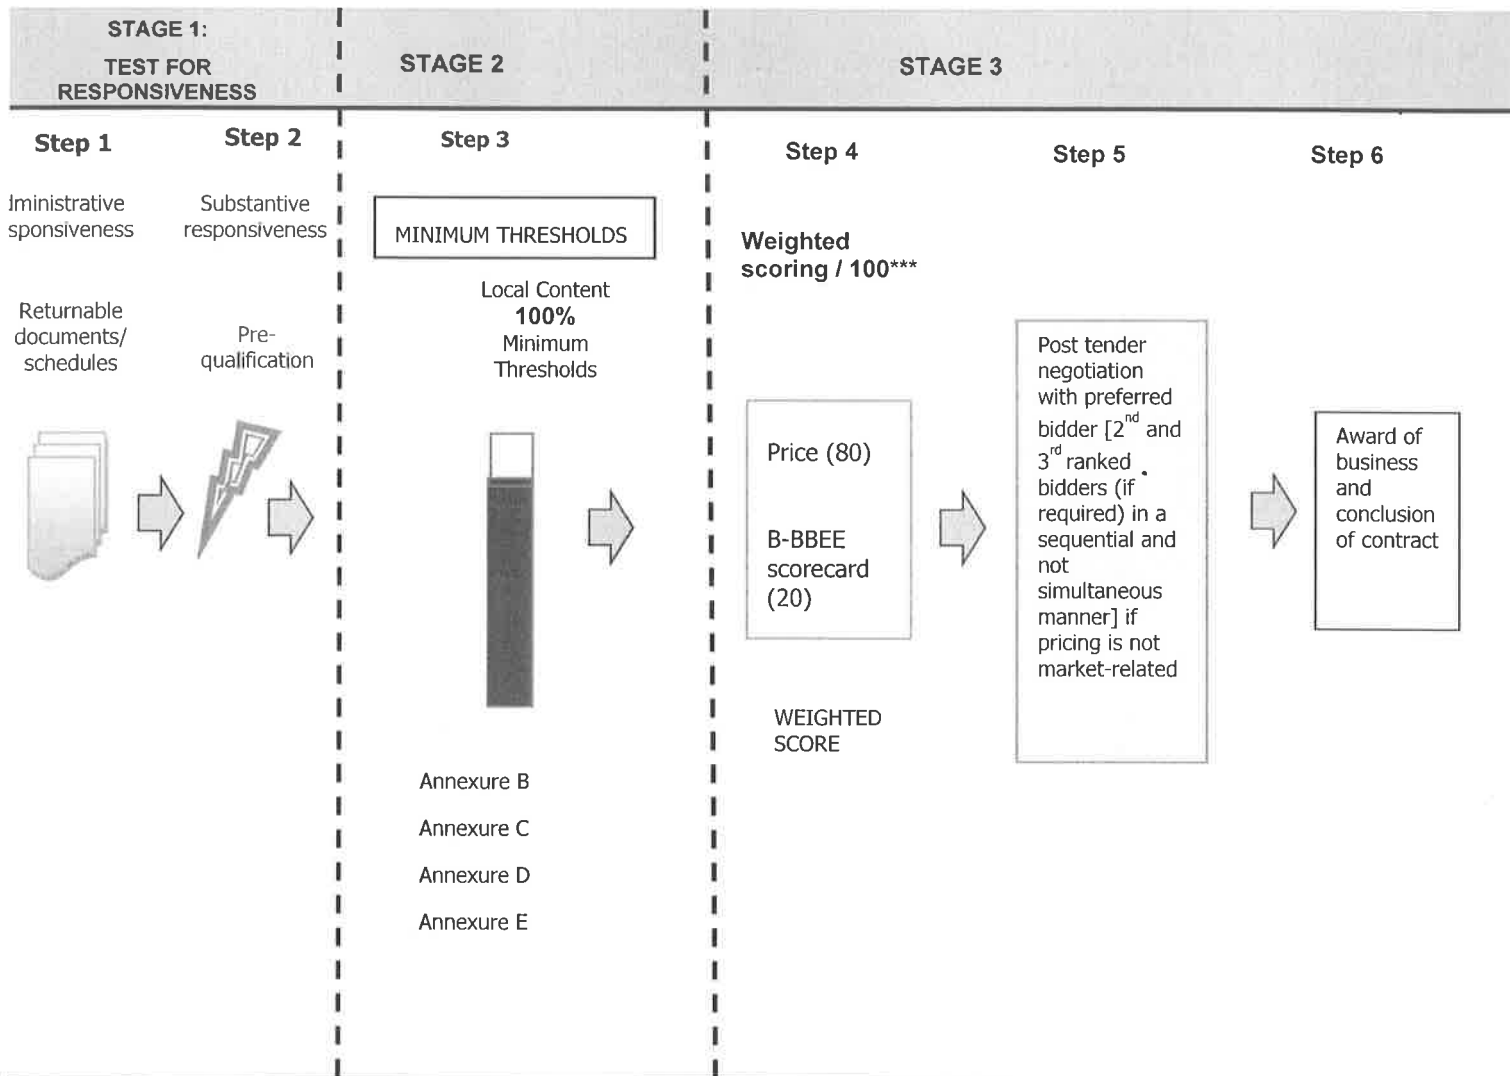 STAGE 1:
TEST FOR
RESPONSIVENESS
STAGE 2
STAGE 3
Step 1
Step 2
Step 3
Step 4
Step 5
Step 6
ministrative
sponsiveness
Returnable
documents/
schedules
Substantive
responsiveness
Pre-
qualification
MINIMUM THRESHOLDS
Local Content
100%
Minimum
Thresholds
Annexure B
Annexure C
Annexure D
Annexure E
Weighted
scoring / 100***
Price (80)
B-BBEE
scorecard
(20)
WEIGHTED
SCORE
Post tender
negotiation
with preferred
bidder [2nd and
3rd ranked
bidders (if
required) in a
sequential and
not
simultaneous
manner] if
pricing is not
market-related
Award of
business
and
conclusion
of contract